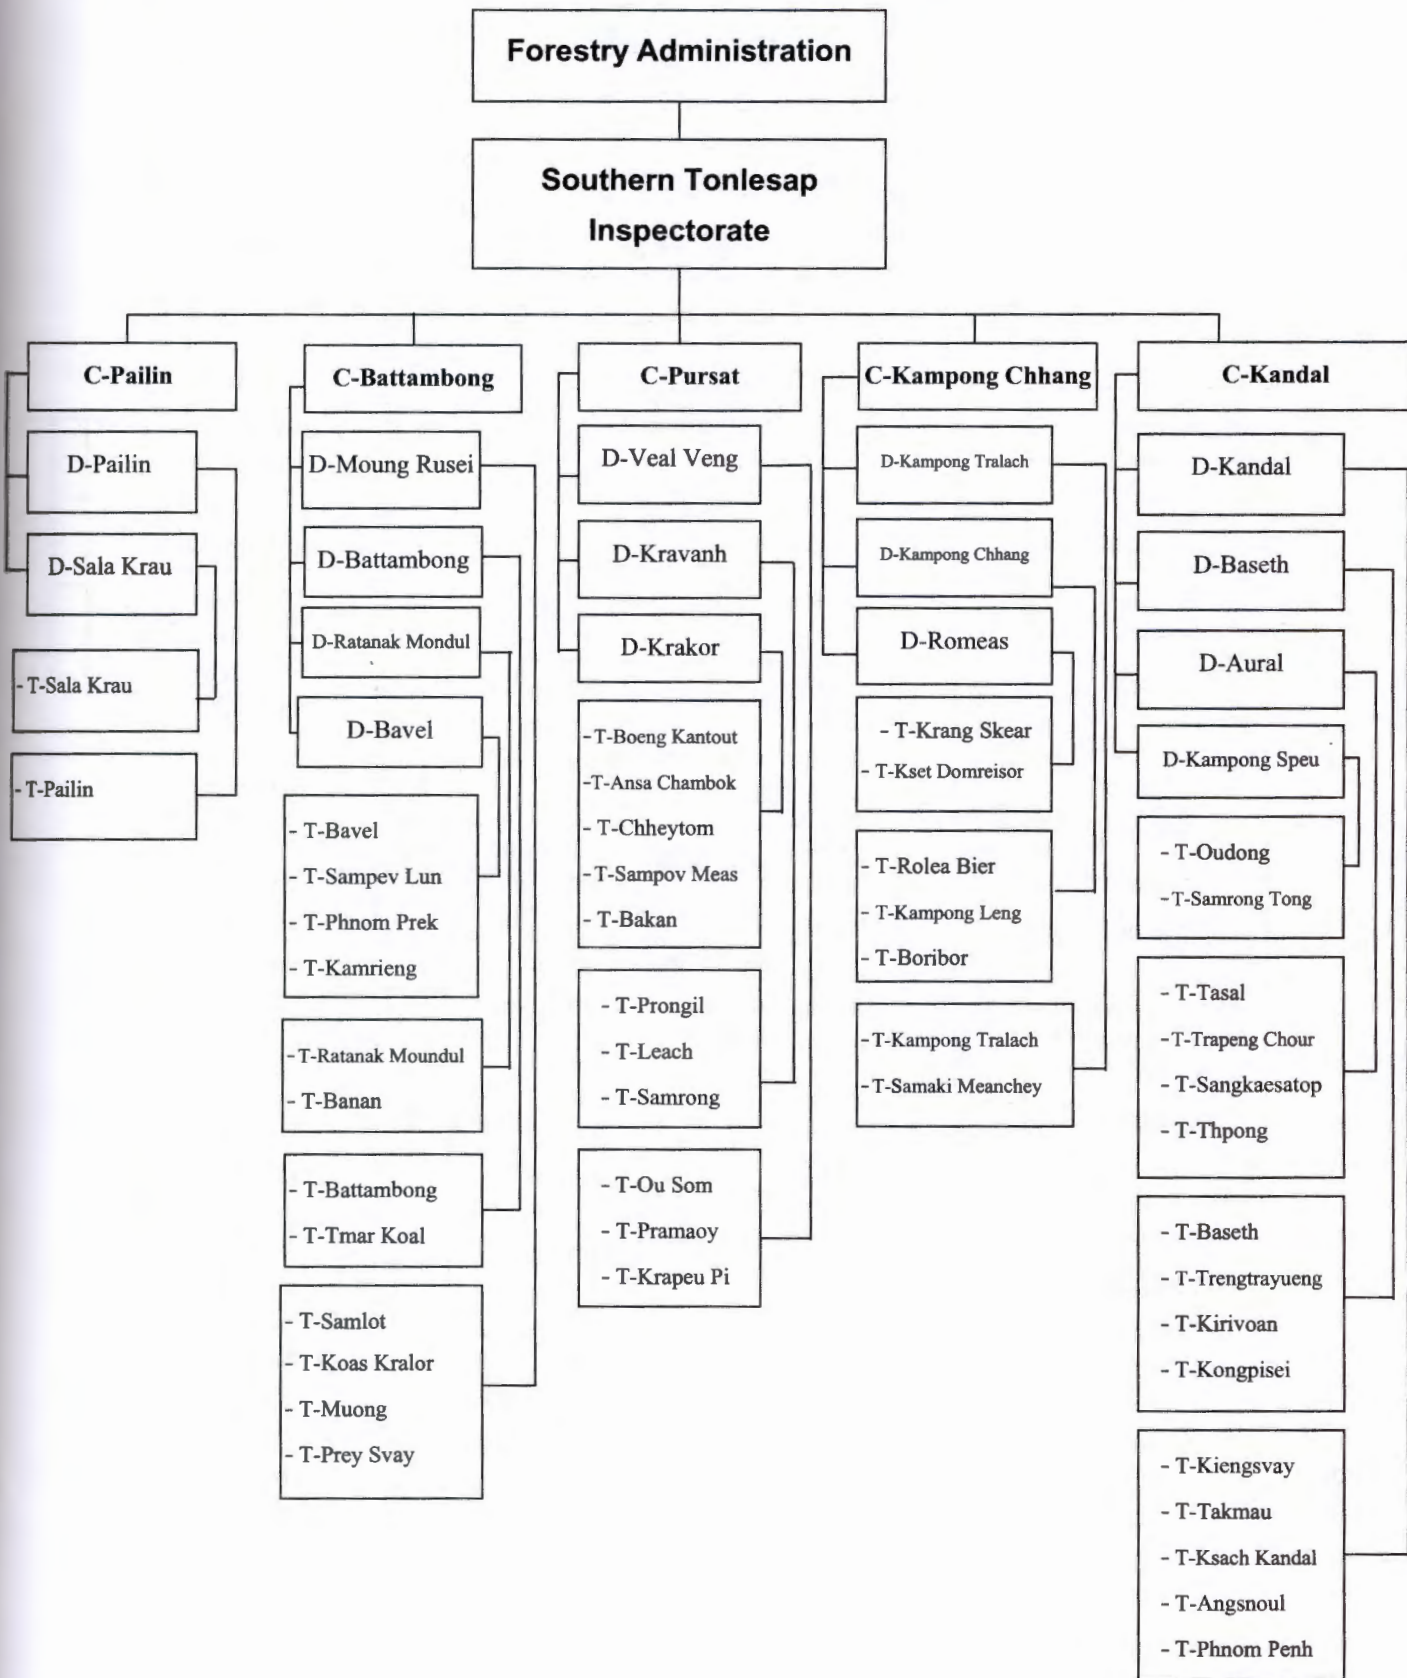 Forestry Administration
Southern Tonlesap
Inspectorate
C-Pailin
D-Pailin
D-Sala Krau
- T-Sala Krau
- T-Pailin
C-Battambong
D-Moung Rusei
D-Battambong
D-Ratanak Mondul
D-Bavel
- T-Bavel
- T-Sampev Lun
- T-Phnom Prek
- T-Kamrieng
- T-Ratanak Moundul
- T-Banan
- T-Battambong
- T-Tmar Koal
- T-Samlot
- T-Koas Kralor
- T-Muong
- T-Prey Svay
C-Pursat
D-Veal Veng
D-Kravanh
D-Krakor
- T-Boeng Kantout
-T-Ansa Chambok
- T-Chheytom
- T-Sampov Meas
- T-Bakan
- T-Prongil
- T-Leach
- T-Samrong
- T-Ou Som
- T-Pramaoy
- T-Krapeu Pi
C-Kampong Chhang
D-Kampong Tralach
D-Kampong Chhang
D-Romeas
- T-Krang Skear
- T-Kset Domreisor
- T-Rolea Bier
- T-Kampong Leng
- T-Boribor
- T-Kampong Tralach
- T-Samaki Meanchey
C-Kandal
D-Kandal
D-Baseth
D-Aural
D-Kampong Speu
- T-Oudong
- T-Samrong Tong
- T-Tasal
- T-Trapeng Chour
- T-Sangkaesatop
- T-Thpong
- T-Baseth
- T-Trengtrayueng
- T-Kirivoan
- T-Kongpisei
- T-Kiengsvay
- T-Takmau
- T-Ksach Kandal
- T-Angsnoul
- T-Phnom Penh